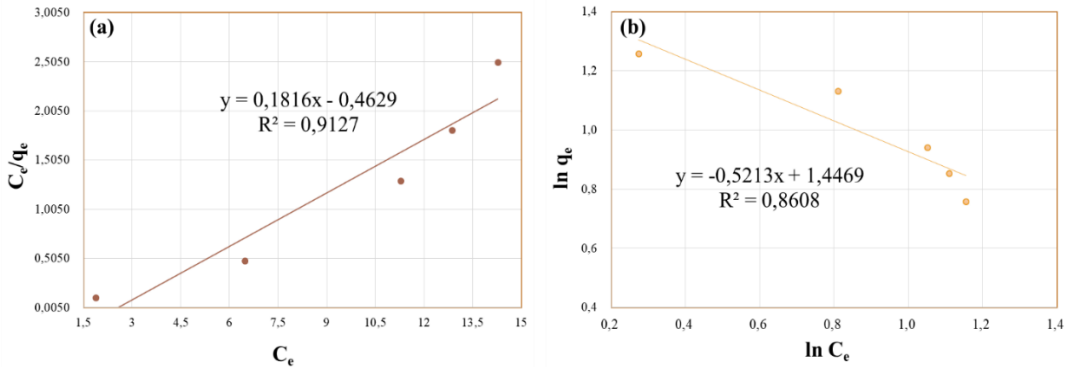 (a)
3,0050
2,5050
2,0050
1,5050
1,0050
0,5050
0,0050
Cₑ/qₑ
y = 0,1816x - 0,4629
R² = 0,9127
1,5 3 4,5 6 7,5 9 10,5 12 13,5 15
Cₑ
(b)
1,4
1,2
1,0
0,8
0,6
0,4
ln qₑ
y = -0,5213x + 1,4469
R² = 0,8608
0,2 0,4 0,6 0,8 1,0 1,2 1,4
ln Cₑ